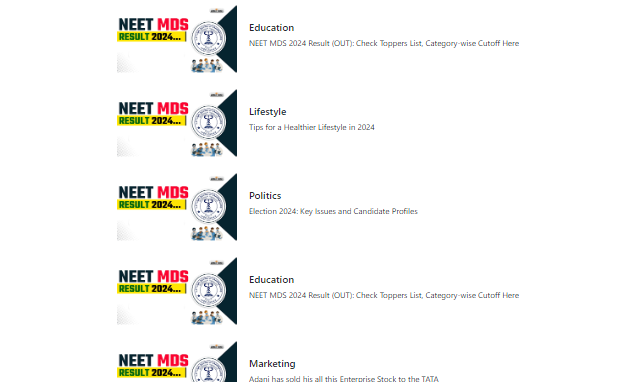 NEET MDS
RESULT 2024...
Education
NEET MDS 2024 Result (OUT): Check Toppers List, Category-wise Cutoff Here
NEET MDS
RESULT 2024...
Lifestyle
Tips for a Healthier Lifestyle in 2024
NEET MDS
RESULT 2024...
Politics
Election 2024: Key Issues and Candidate Profiles
NEET MDS
RESULT 2024...
Education
NEET MDS 2024 Result (OUT): Check Toppers List, Category-wise Cutoff Here
NEET MDS
RESULT 2024...
Marketing
Adani has sold his all this Enterprise Stock to the TATA